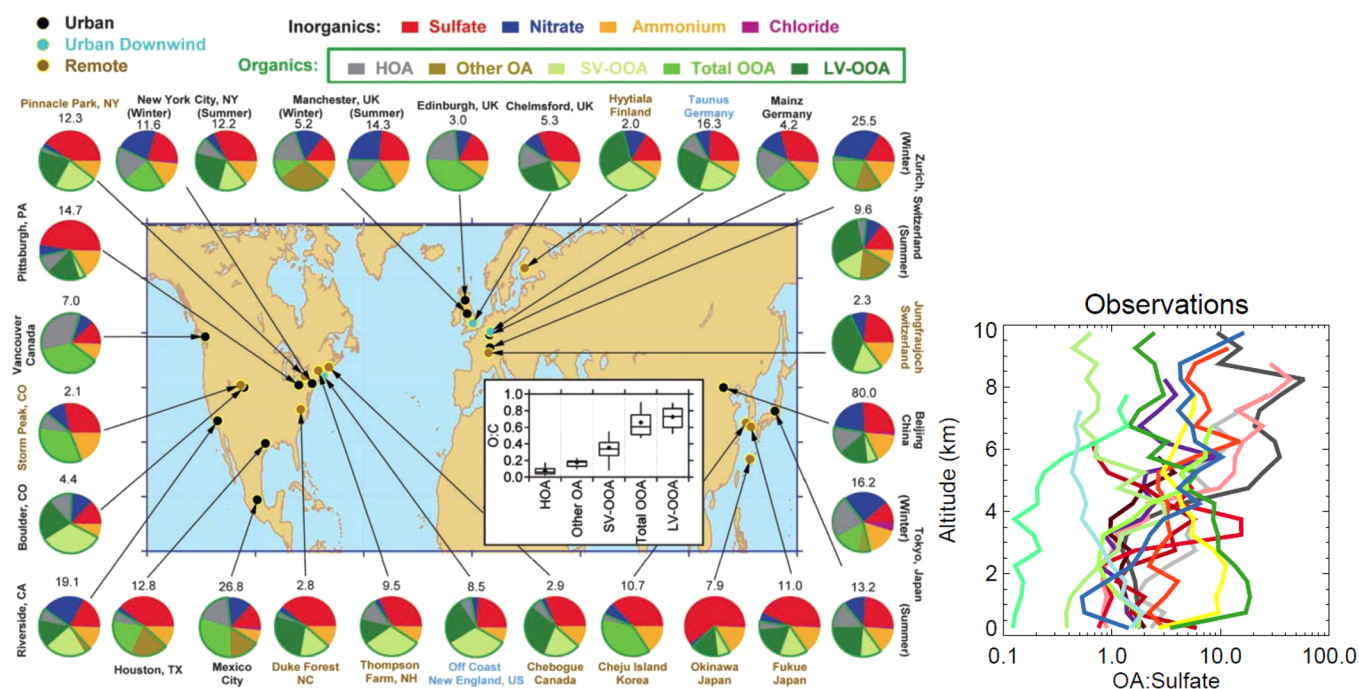 Urban
Urban Downwind
Remote
Inorganics: Sulfate Nitrate Ammonium Chloride
Organics: HOA Other OA SV-OOA Total OOA LV-OOA
Pinnacle Park, NY
12.3
New York City, NY
(Winter) (Summer)
11.6 12.2
Manchester, UK
(Winter) (Summer)
5.2 14.3
Edinburgh, UK
3.0
Chelmsford, UK
5.3
Hyytiala
Finland
2.0
Taunus
Germany
16.3
Mainz
Germany
4.2
25.5
Zurich, Switzerland
(Winter)
(Summer)
9.6
Pittsburgh, PA
14.7
Vancouver
Canada
7.0
Storm Peak, CO
2.1
Boulder, CO
4.4
Riverside, CA
19.1
Jungfraujoch
Switzerland
2.3
Beijing
China
80.0
Tokyo, Japan
(Winter)
(Summer)
16.2
13.2
12.8
Houston, TX
26.8
Mexico
City
2.8
Duke Forest
NC
9.5
Thompson
Farm, NH
8.5
Off Coast
New England, US
2.9
Chebogue
Canada
10.7
Cheju Island
Korea
7.9
Okinawa
Japan
11.0
Fukue
Japan
O:C
1.0
0.8
0.6
0.4
0.2
0.0
HOA
Other OA
SV-OOA
Total OOA
LV-OOA
Observations
Altitude (km)
10
8
6
4
2
0
0.1 1.0 10.0 100.0
OA:Sulfate